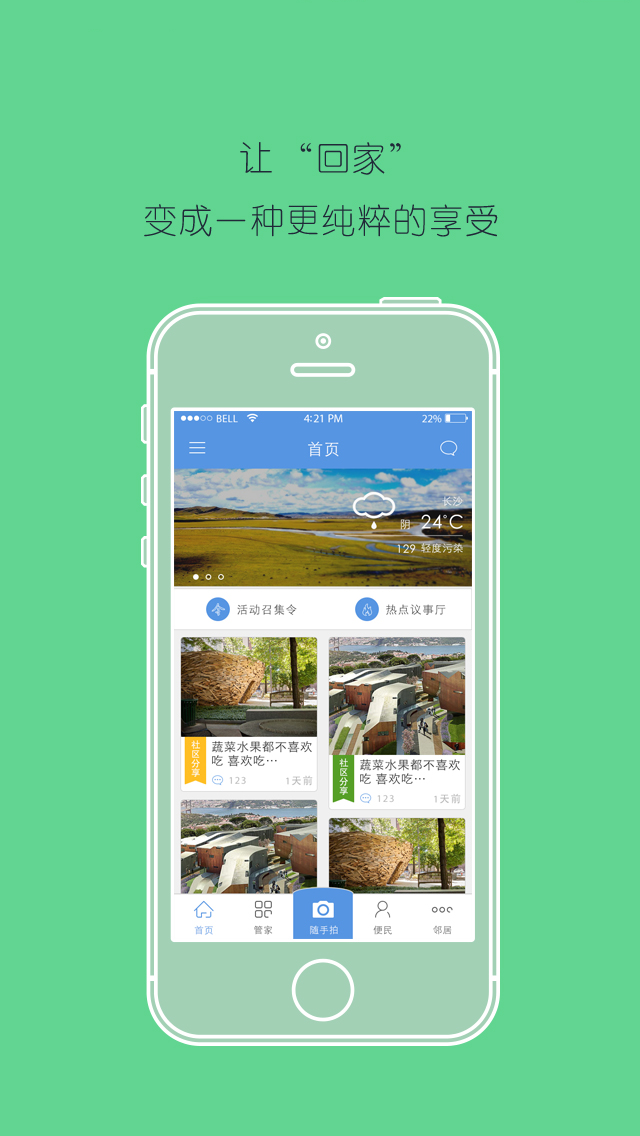 让“回家”
变成一种更纯粹的享受
BELL 4:21 PM 22%
首页
长沙
阴 24°C
129 轻度污染
活动召集令 热点议事厅
社区分享
蔬菜水果都不喜欢
吃 喜欢吃…
123 1天前
社区分享
蔬菜水果都不喜欢
吃 喜欢吃…
123 1天前
首页 管家 随手拍 便民 邻居